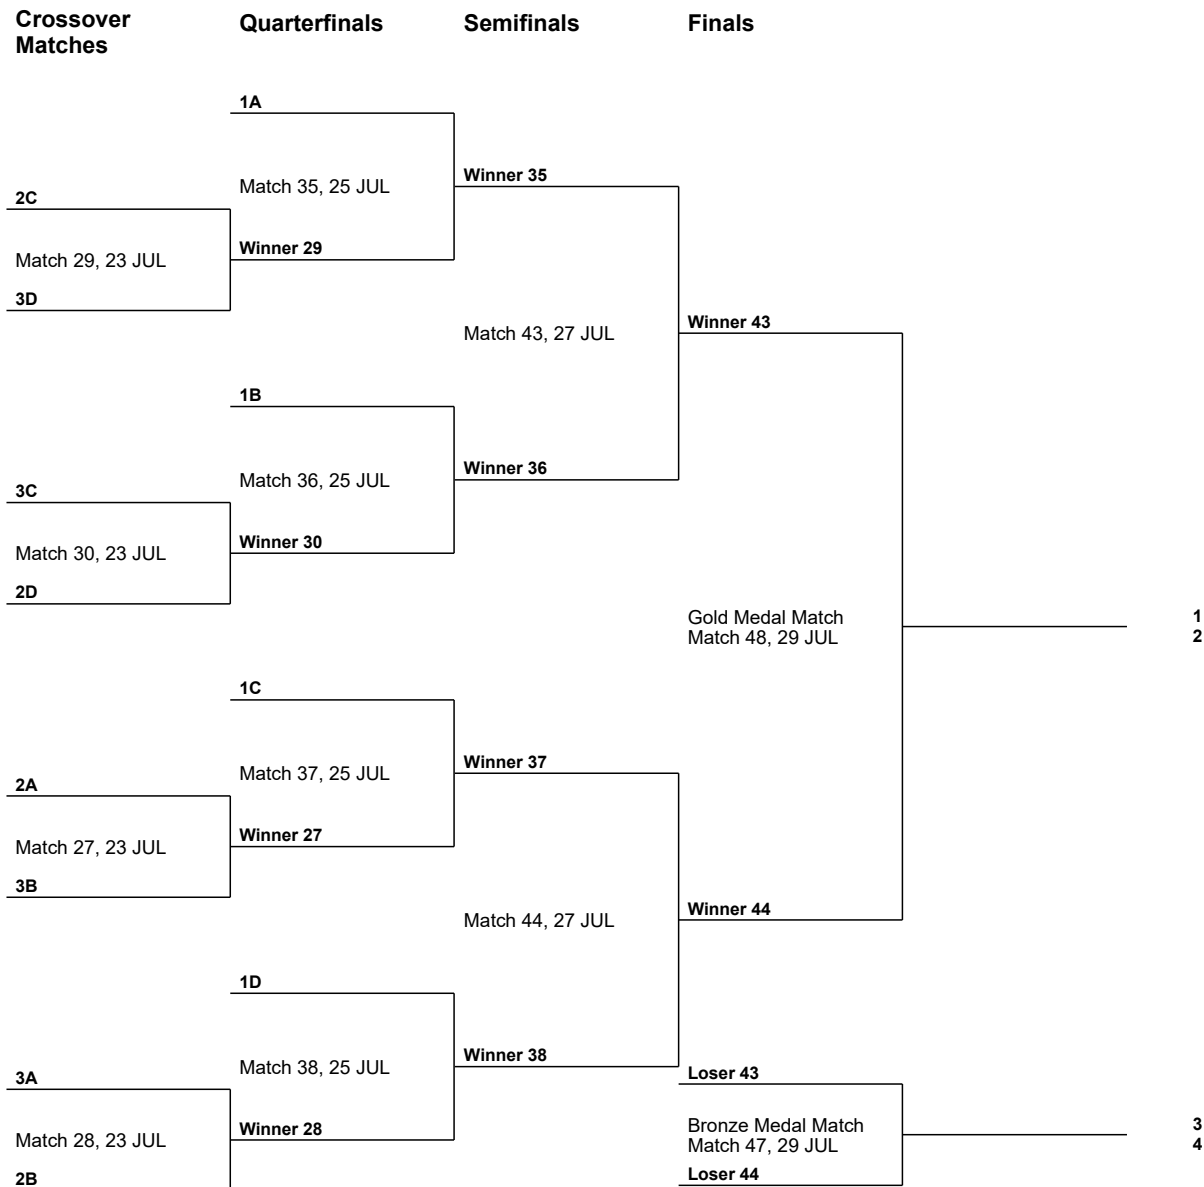 Crossover
Matches
Quarterfinals
Semifinals
Finals
1A
Match 35, 25 JUL
Winner 35
2C
Match 29, 23 JUL
Winner 29
3D
Match 43, 27 JUL
Winner 43
1B
Match 36, 25 JUL
Winner 36
3C
Match 30, 23 JUL
Winner 30
2D
Gold Medal Match
Match 48, 29 JUL
1
2
1C
Match 37, 25 JUL
Winner 37
2A
Match 27, 23 JUL
Winner 27
3B
Match 44, 27 JUL
Winner 44
1D
Match 38, 25 JUL
Winner 38
3A
Match 28, 23 JUL
Winner 28
2B
Loser 43
Bronze Medal Match
Match 47, 29 JUL
Loser 44
3
4